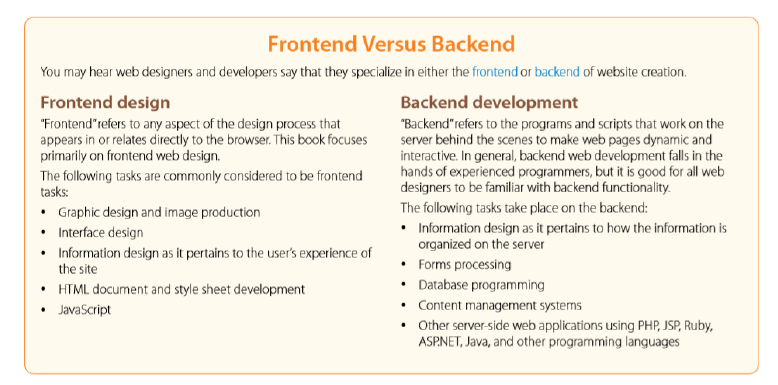 Frontend Versus Backend
You may hear web designers and developers say that they specialize in either the frontend or backend of website creation.
Frontend design
“Frontend” refers to any aspect of the design process that
appears in or relates directly to the browser. This book focuses
primarily on frontend web design.
The following tasks are commonly considered to be frontend
tasks:
• Graphic design and image production
• Interface design
• Information design as it pertains to the user’s experience of
the site
• HTML document and style sheet development
• JavaScript
Backend development
“Backend” refers to the programs and scripts that work on the
server behind the scenes to make web pages dynamic and
interactive. In general, backend web development falls in the
hands of experienced programmers, but it is good for all web
designers to be familiar with backend functionality.
The following tasks take place on the backend:
• Information design as it pertains to how the information is
organized on the server
• Forms processing
• Database programming
• Content management systems
• Other server-side web applications using PHP, JSP, Ruby,
ASP.NET, Java, and other programming languages